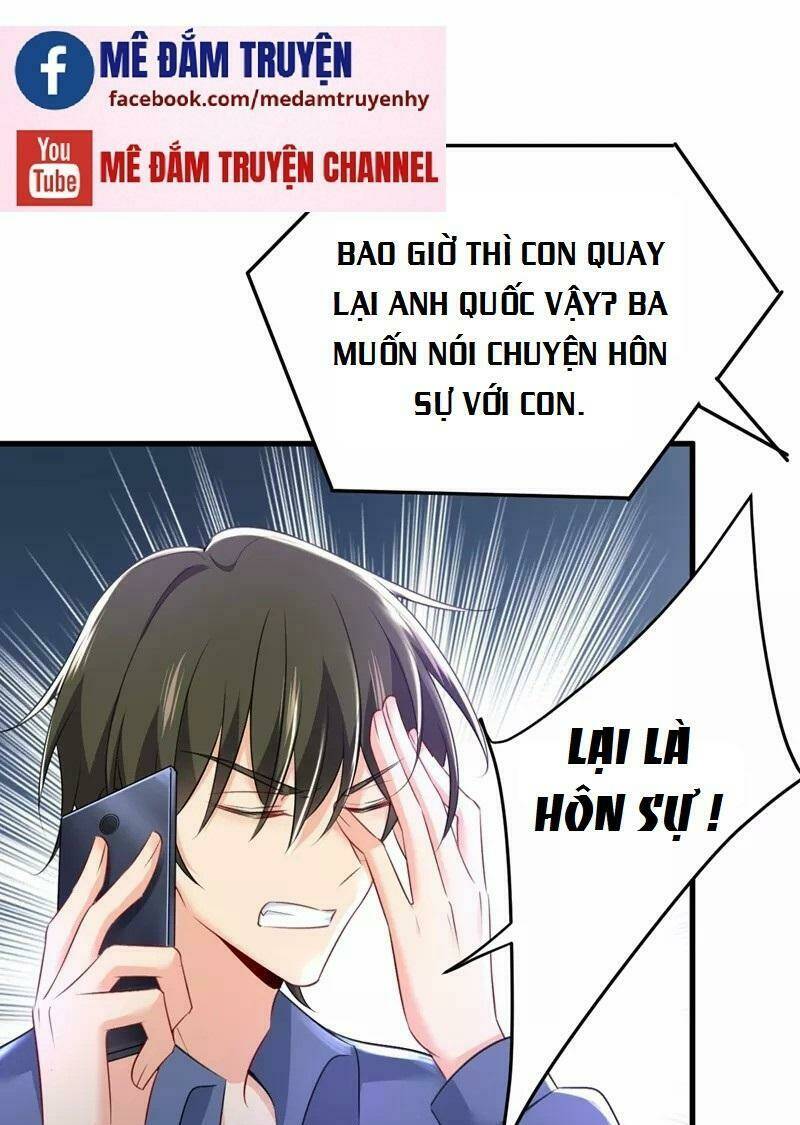 MÊ ĐẮM TRUYỆN
facebook.com/medamtruyenhy
You
Tube
MÊ ĐẮM TRUYỆN CHANNEL
BAO GIỜ THÌ CON QUAY
LẠI ANH QUỐC VẬY? BA
MUỐN NÓI CHUYỆN HÔN
SỰ VỚI CON.
LẠI LÀ
HÔN SỰ !